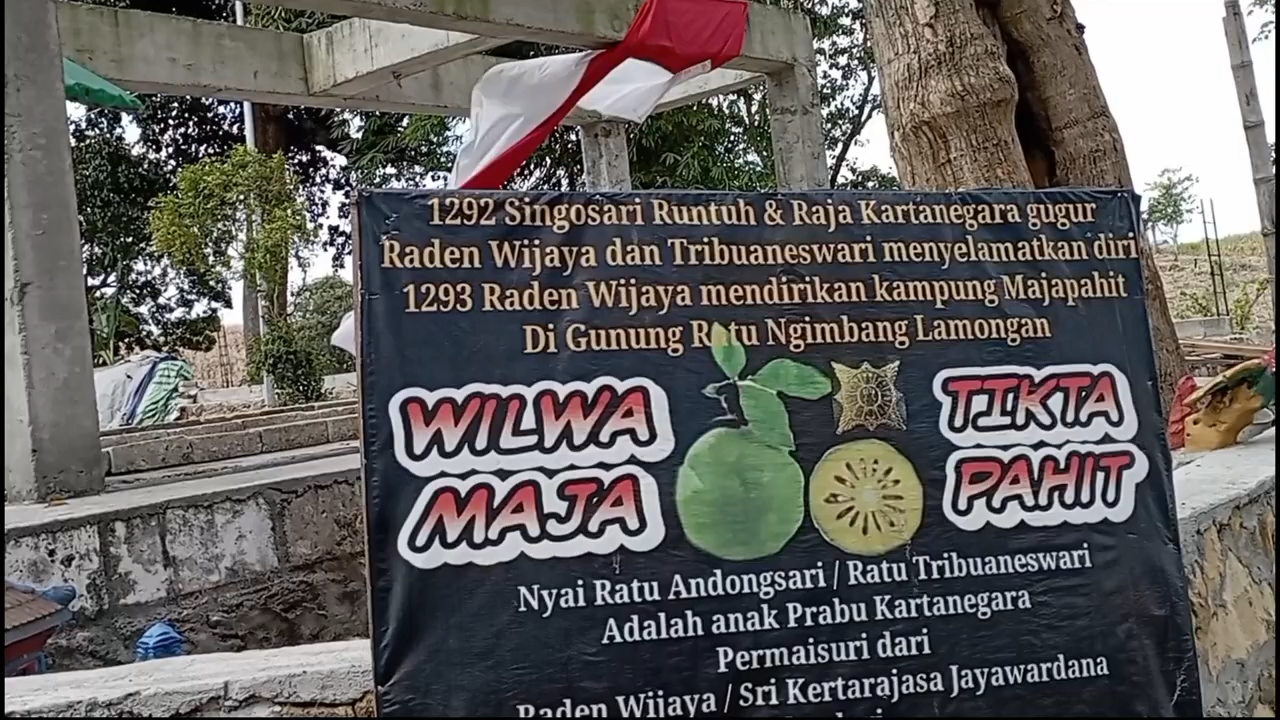 1292 Singosari Runtuh & Raja Kartanegara gugur
Raden Wijaya dan Tribuaneswari menyelamatkan diri
1293 Raden Wijaya mendirikan kampung Majapahit
Di Gunung Ratu Ngimbang Lamongan
WILWA
MAJA
TIKTA
PAHIT
Nyai Ratu Andongsari / Ratu Tribuaneswari
Adalah anak Prabu Kartanegara
Permaisuri dari
Raden Wijaya / Sri Kertarajasa Jayawardana